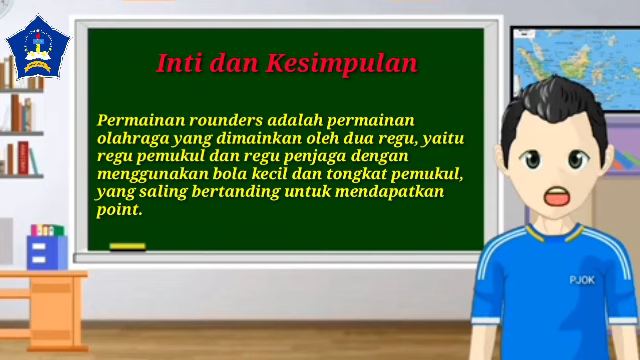 Inti dan Kesimpulan
Permainan rounders adalah permainan
olahraga yang dimainkan oleh dua regu, yaitu
regu pemukul dan regu penjaga dengan
menggunakan bola kecil dan tongkat pemukul,
yang saling bertanding untuk mendapatkan
point.
PJOK